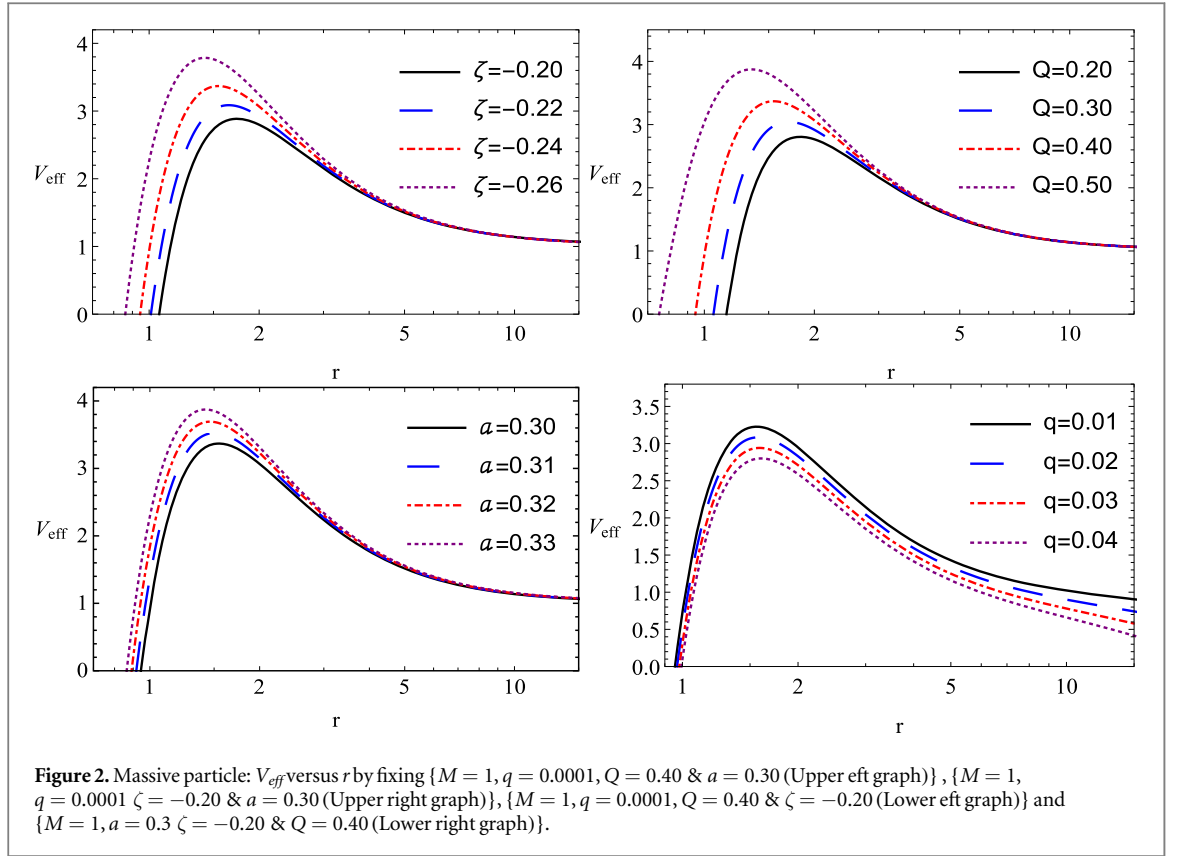 4
3
2
1
0
V_eff
ζ=−0.20
ζ=−0.22
ζ=−0.24
ζ=−0.26
1 2 5 10
r
4
3
2
1
0
V_eff
Q=0.20
Q=0.30
Q=0.40
Q=0.50
1 2 5 10
r
4
3
2
1
0
V_eff
a=0.30
a=0.31
a=0.32
a=0.33
1 2 5 10
r
3.5
3.0
2.5
2.0
1.5
1.0
0.5
0.0
V_eff
q=0.01
q=0.02
q=0.03
q=0.04
1 2 5 10
r
Figure 2. Massive particle: V_eff versus r by fixing {M = 1, q = 0.0001, Q = 0.40 & a = 0.30 (Upper eft graph)} , {M = 1,
q = 0.0001 ζ = −0.20 & a = 0.30 (Upper right graph)}, {M = 1, q = 0.0001, Q = 0.40 & ζ = −0.20 (Lower eft graph)} and
{M = 1, a = 0.3 ζ = −0.20 & Q = 0.40 (Lower right graph)}.